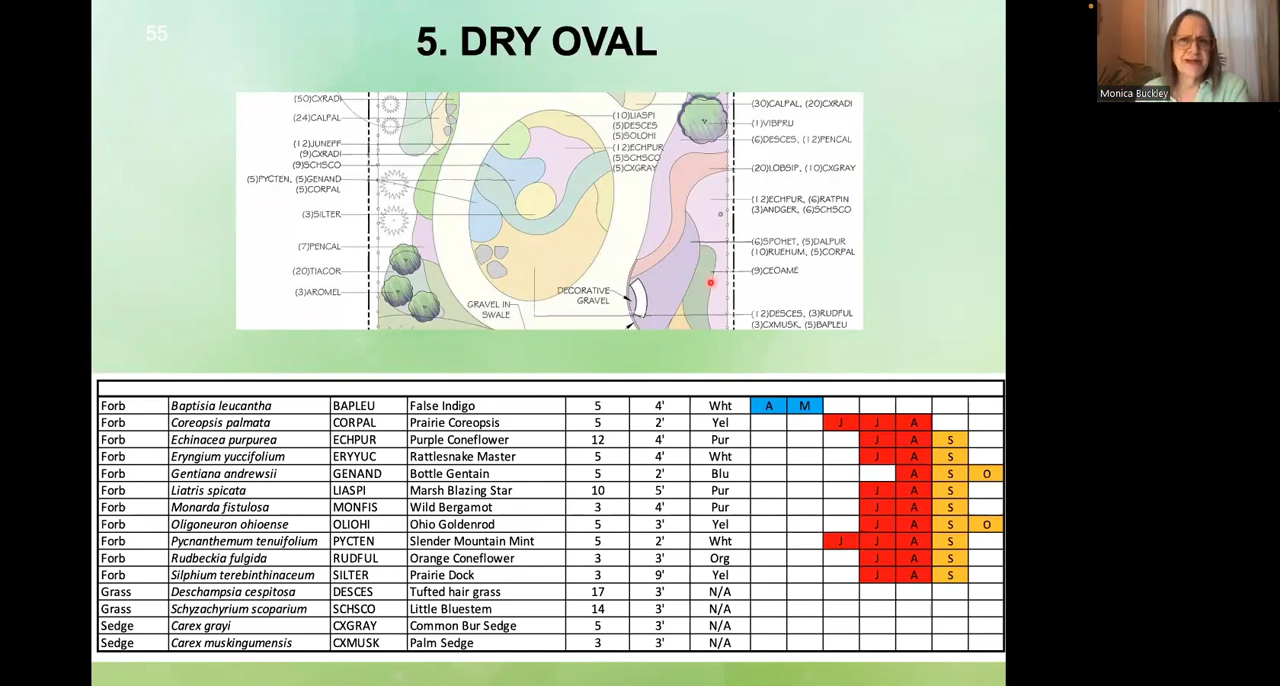 55
5. DRY OVAL
Monica Buckley
(50)CXRADI
(24)CALPAL
(12)JUNEFF
(9)CXRADI
(9)SCHSCO
(5)PYCTEN, (5)GENAND
(5)CORPAL
(3)SILTER
(7)PENCAL
(20)TIACOR
(3)AROMEL
(10)LIASPI
(5)DESCES
(5)SOLOHI
(12)ECHPUR
(5)SCHSCO
(5)CXGRAY
GRAVEL IN
SWALE
DECORATIVE
GRAVEL
(30)CALPAL, (20)CXRADI
(1)VIBPRU
(6)DESCES, (12)PENCAL
(20)LOBSIP, (10)CXGRAY
(12)ECHPUR, (6)RATPIN
(3)ANDGER, (6)SCHSCO
(6)SPOHET, (5)DALPUR
(10)RUEHUM, (5)CORPAL
(9)CEOAME
(12)DESCES, (3)RUDFUL
(3)CXMUSK, (5)BAPLEU
Forb Baptisia leucantha BAPLEU False Indigo 5 4' Wht A M
Forb Coreopsis palmata CORPAL Prairie Coreopsis 5 2' Yel J J A
Forb Echinacea purpurea ECHPUR Purple Coneflower 12 4' Pur J A S
Forb Eryngium yuccifolium ERYYUC Rattlesnake Master 5 4' Wht J A S
Forb Gentiana andrewsii GENAND Bottle Gentain 5 2' Blu A S O
Forb Liatris spicata LIASPI Marsh Blazing Star 10 5' Pur J A S
Forb Monarda fistulosa MONFIS Wild Bergamot 3 4' Pur J A S
Forb Oligoneuron ohioense OLIOHI Ohio Goldenrod 5 3' Yel J A S O
Forb Pycnanthemum tenuifolium PYCTEN Slender Mountain Mint 5 2' Wht J J A S
Forb Rudbeckia fulgida RUDFUL Orange Coneflower 3 3' Org J A S
Forb Silphium terebinthinaceum SILTER Prairie Dock 3 9' Yel J A S
Grass Deschampsia cespitosa DESCES Tufted hair grass 17 3' N/A
Grass Schyzachyrium scoparium SCHSCO Little Bluestem 14 3' N/A
Sedge Carex grayi CXGRAY Common Bur Sedge 5 3' N/A
Sedge Carex muskingumensis CXMUSK Palm Sedge 3 3' N/A